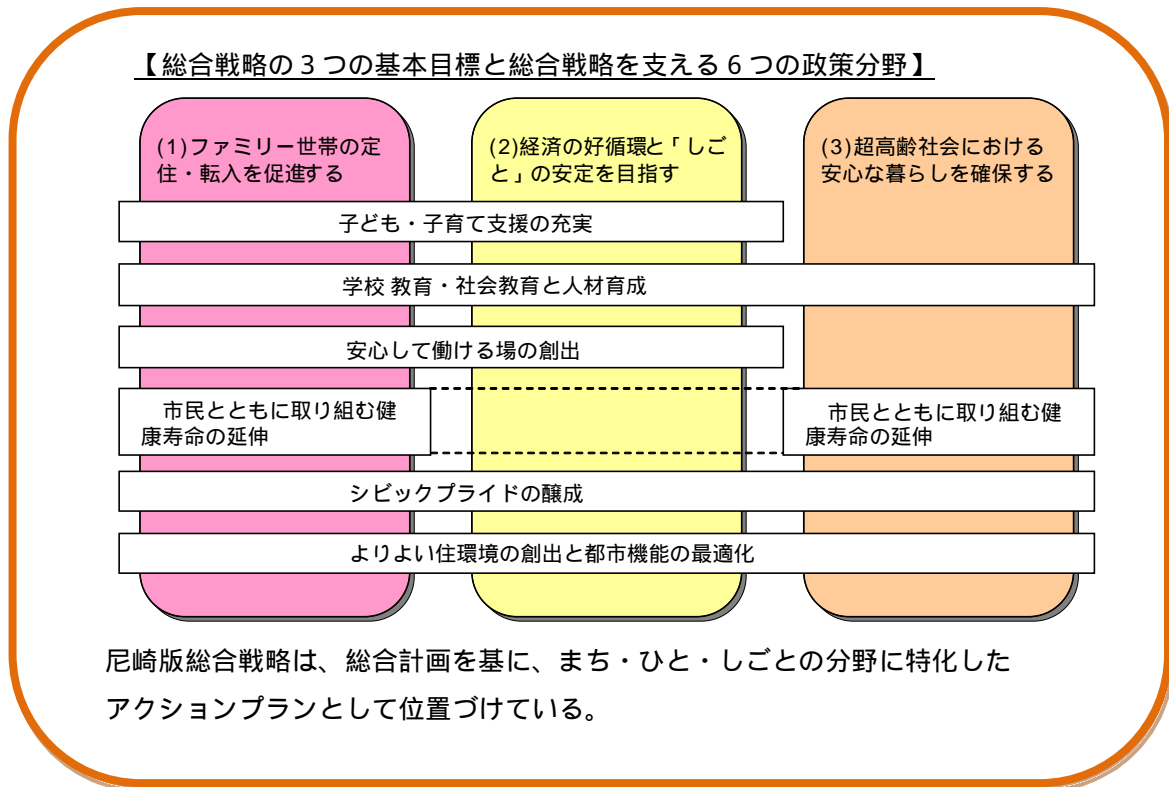 【総合戦略の3つの基本目標と総合戦略を支える6つの政策分野】
(1)ファミリー世帯の定
住・転入を促進する
(2)経済の好循環と「しご
と」の安定を目指す
(3)超高齢社会における
安心な暮らしを確保する
子ども・子育て支援の充実
学校教育・社会教育と人材育成
安心して働ける場の創出
市民とともに取り組む健
康寿命の延伸
市民とともに取り組む健
康寿命の延伸
シビックプライドの醸成
よりよい住環境の創出と都市機能の最適化
尼崎版総合戦略は、総合計画を基に、まち・ひと・しごとの分野に特化した
アクションプランとして位置づけている。